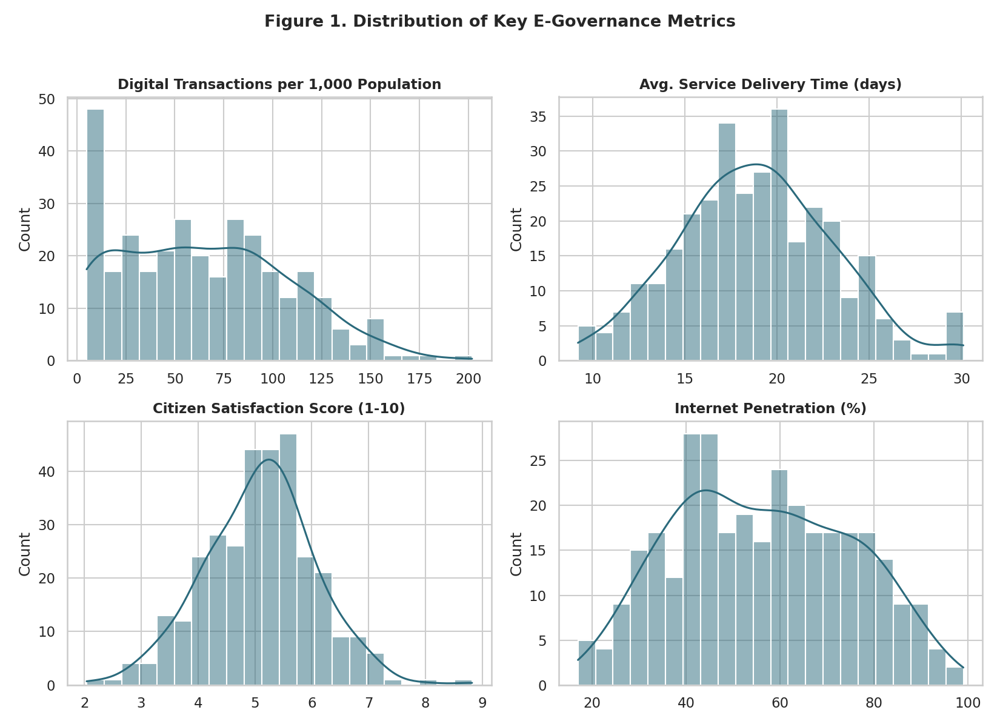 Figure 1. Distribution of Key E-Governance Metrics
Digital Transactions per 1,000 Population
Count
50
40
30
20
10
0
0 25 50 75 100 125 150 175 200
Avg. Service Delivery Time (days)
Count
35
30
25
20
15
10
5
0
10 15 20 25 30
Citizen Satisfaction Score (1-10)
Count
40
30
20
10
0
2 3 4 5 6 7 8 9
Internet Penetration (%)
Count
25
20
15
10
5
0
20 40 60 80 100